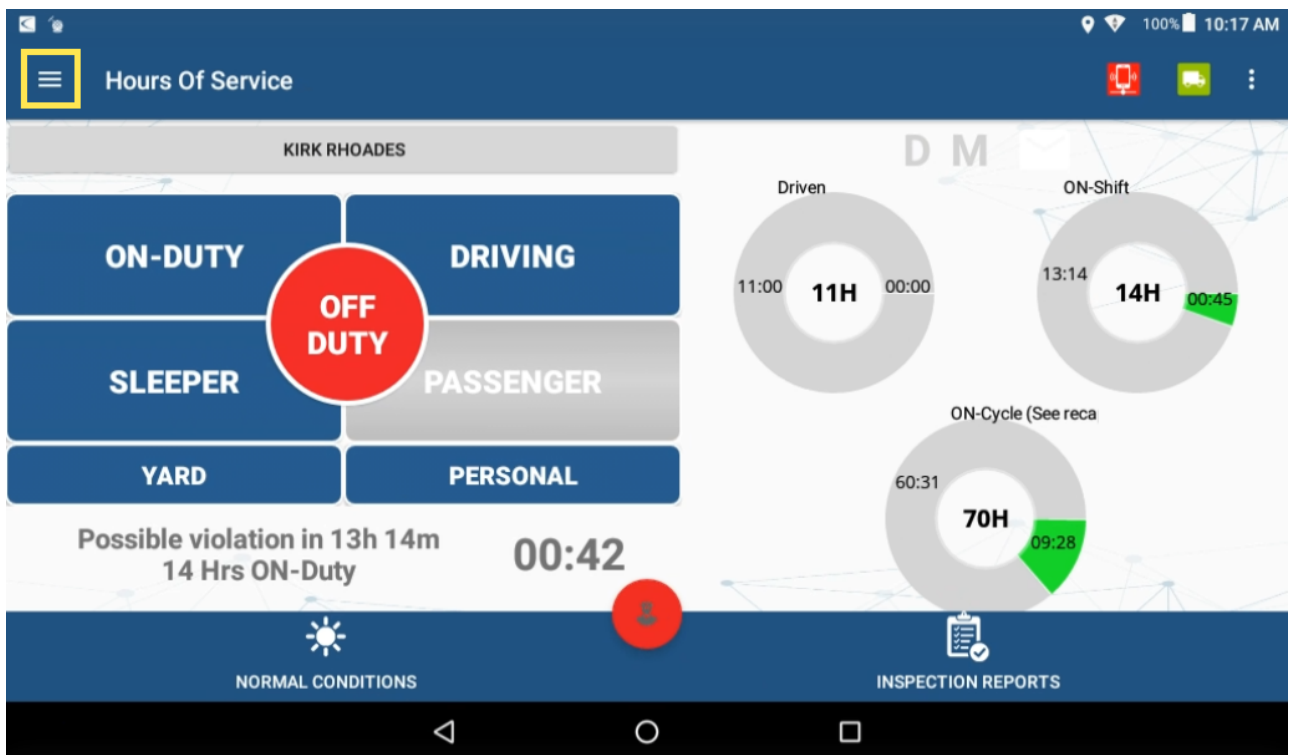 100% 10:17 AM
Hours Of Service
KIRK RHOADES
D M
ON-DUTY
DRIVING
OFF
DUTY
SLEEPER
PASSENGER
YARD
PERSONAL
Possible violation in 13h 14m
14 Hrs ON-Duty
00:42
Driven
11:00
11H
00:00
ON-Shift
13:14
14H
00:45
ON-Cycle (See reca
60:31
70H
09:28
NORMAL CONDITIONS
INSPECTION REPORTS